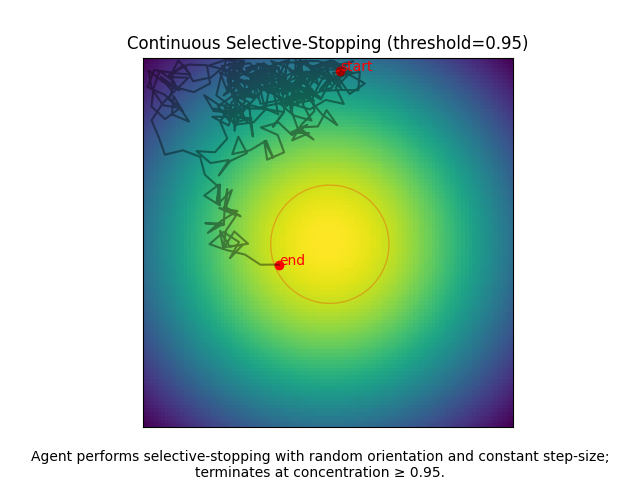 Continuous Selective-Stopping (threshold=0.95)
start
end
Agent performs selective-stopping with random orientation and constant step-size;
terminates at concentration ≥ 0.95.